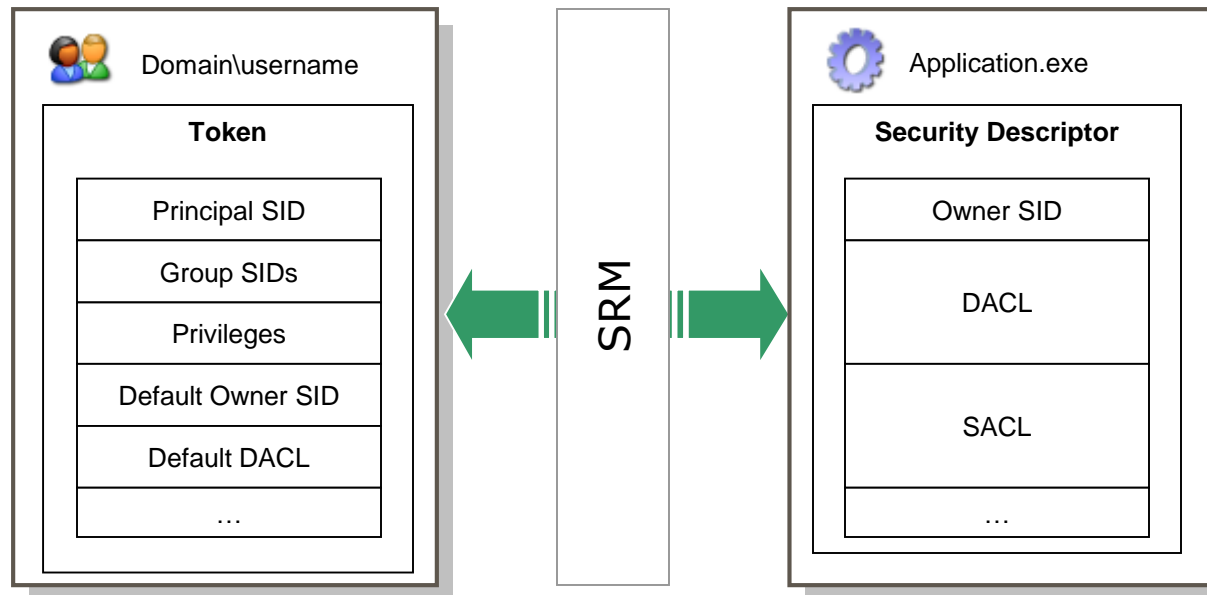 Domain\username
Token
Principal SID
Group SIDs
Privileges
Default Owner SID
Default DACL
…
SRM
Application.exe
Security Descriptor
Owner SID
DACL
SACL
…